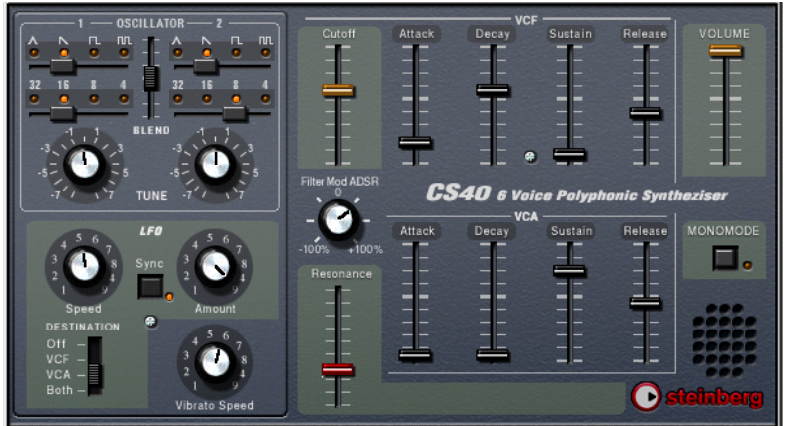 1 OSCILLATOR 2
32 16 8 4
32 16 8 4
BLEND
-1 1
-3 3
-5 5
-7 7
-1 1
-3 3
-5 5
-7 7
TUNE
LFO
1 2 3 4 5 6 7 8 9
Speed
Sync
1 2 3 4 5 6 7 8 9
Amount
DESTINATION
Off
VCF
VCA
Both
1 2 3 4 5 6 7 8 9
Vibrato Speed
VCF
Cutoff
Attack
Decay
Sustain
Release
VOLUME
Filter Mod ADSR
0
-100% +100%
Resonance
CS40 6 Voice Polyphonic Syntheziser
VCA
Attack
Decay
Sustain
Release
MONOMODE
steinberg